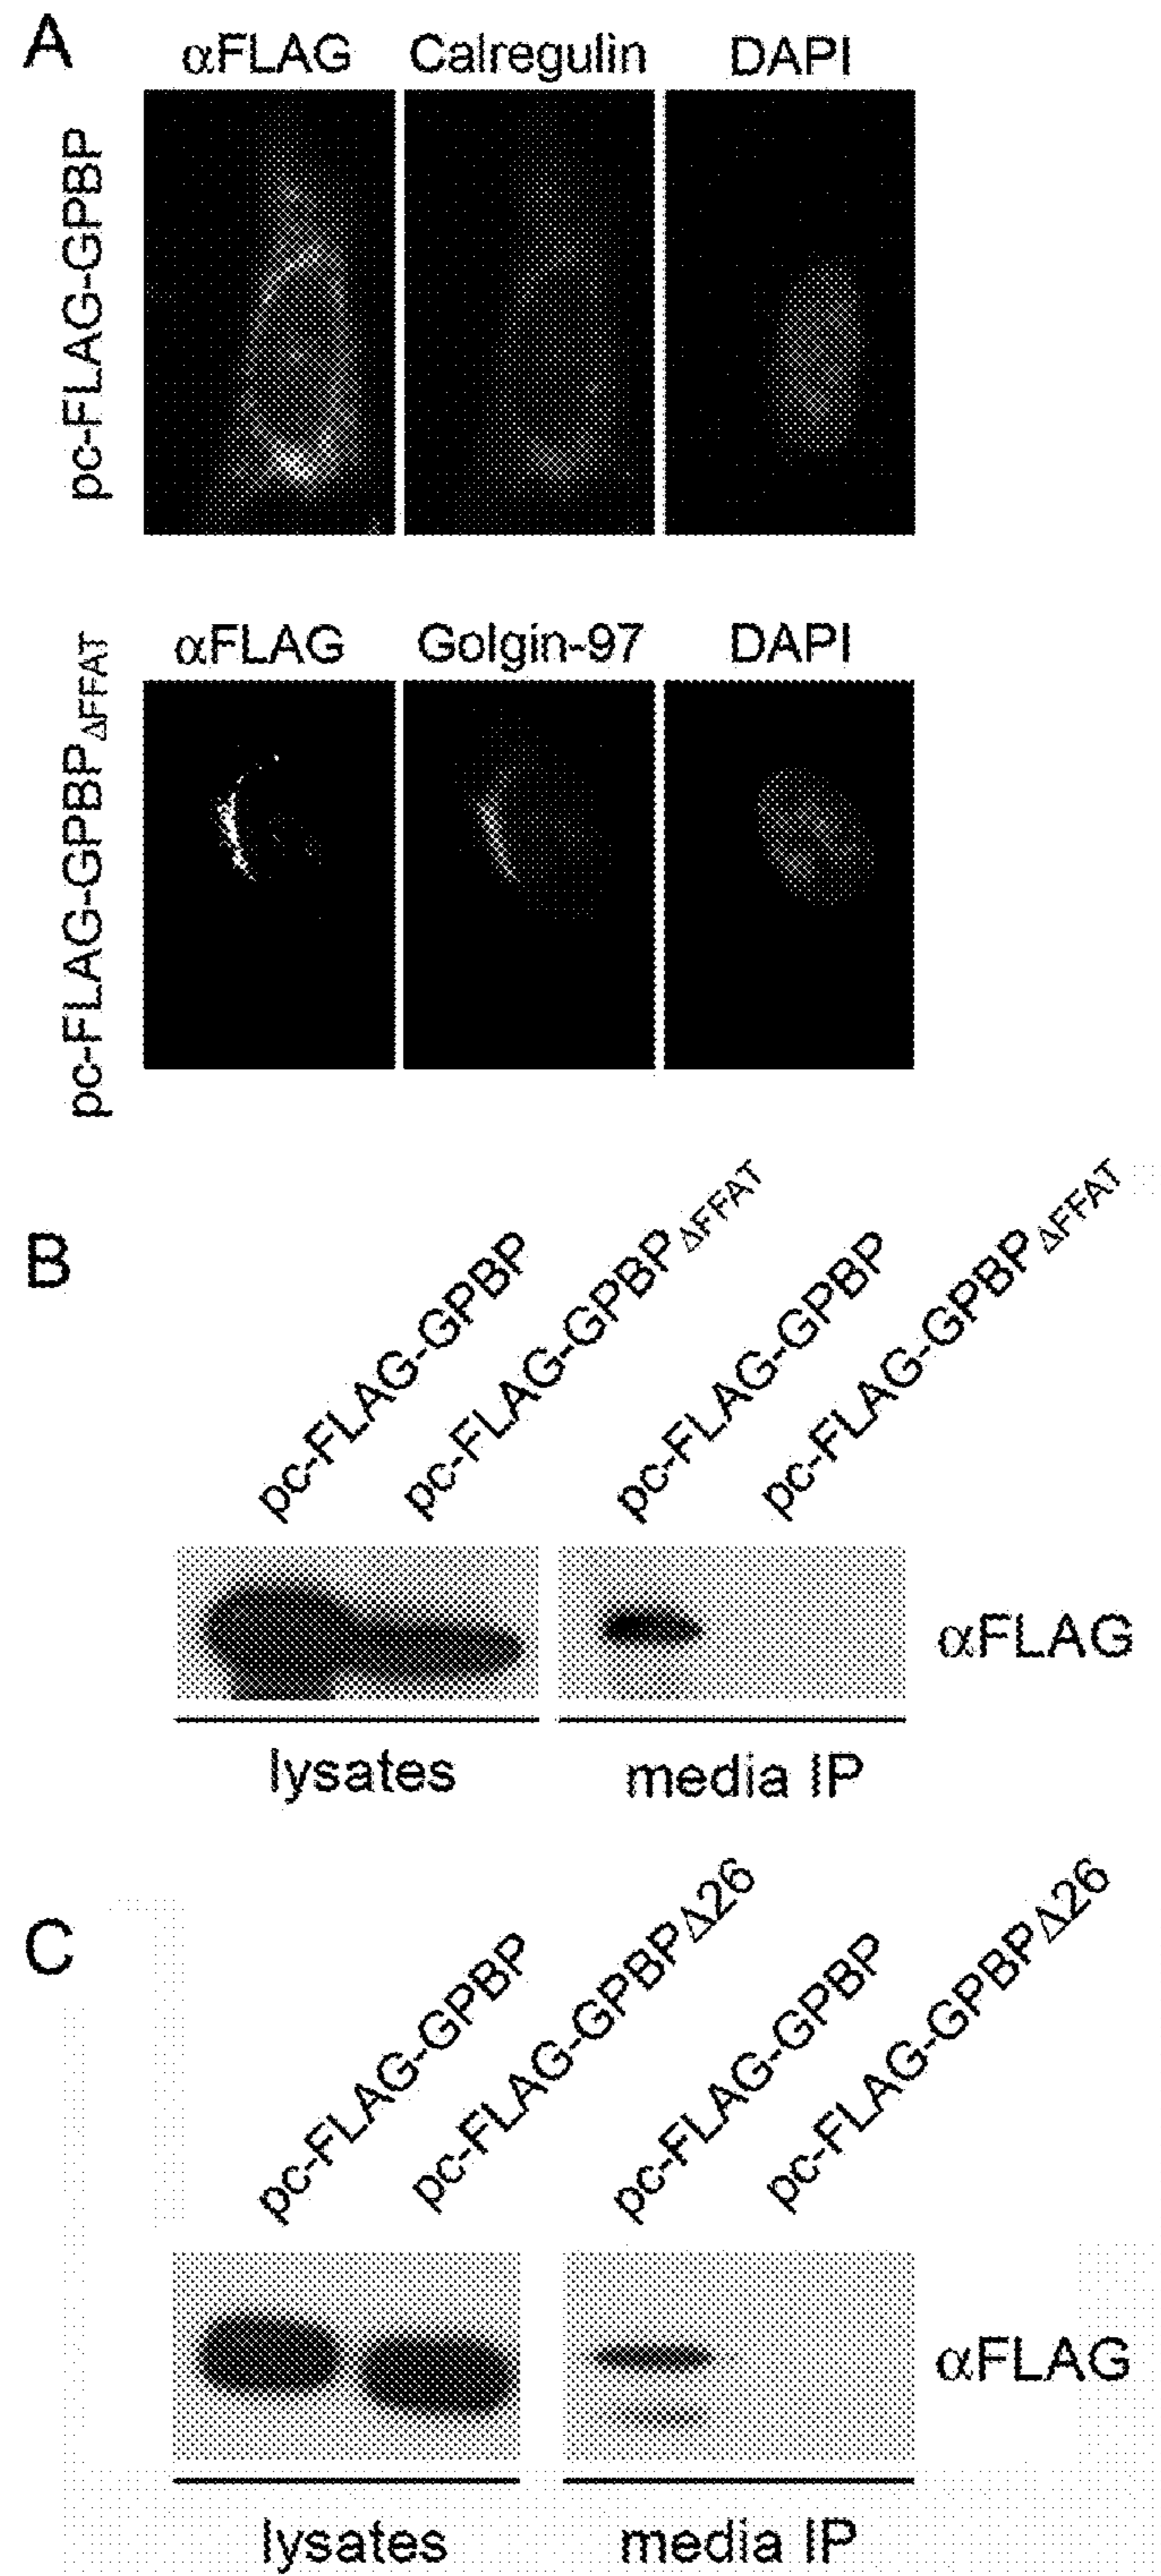 A
αFLAG Calregulin DAPI
pc-FLAG-GPBP
αFLAG Golgin-97 DAPI
pc-FLAG-GPBPΔFFAT
B
pc-FLAG-GPBP pc-FLAG-GPBPΔFFAT pc-FLAG-GPBP pc-FLAG-GPBPΔFFAT
αFLAG
lysates media IP
C
pc-FLAG-GPBP pc-FLAG-GPBPΔ26 pc-FLAG-GPBP pc-FLAG-GPBPΔ26
αFLAG
lysates media IP